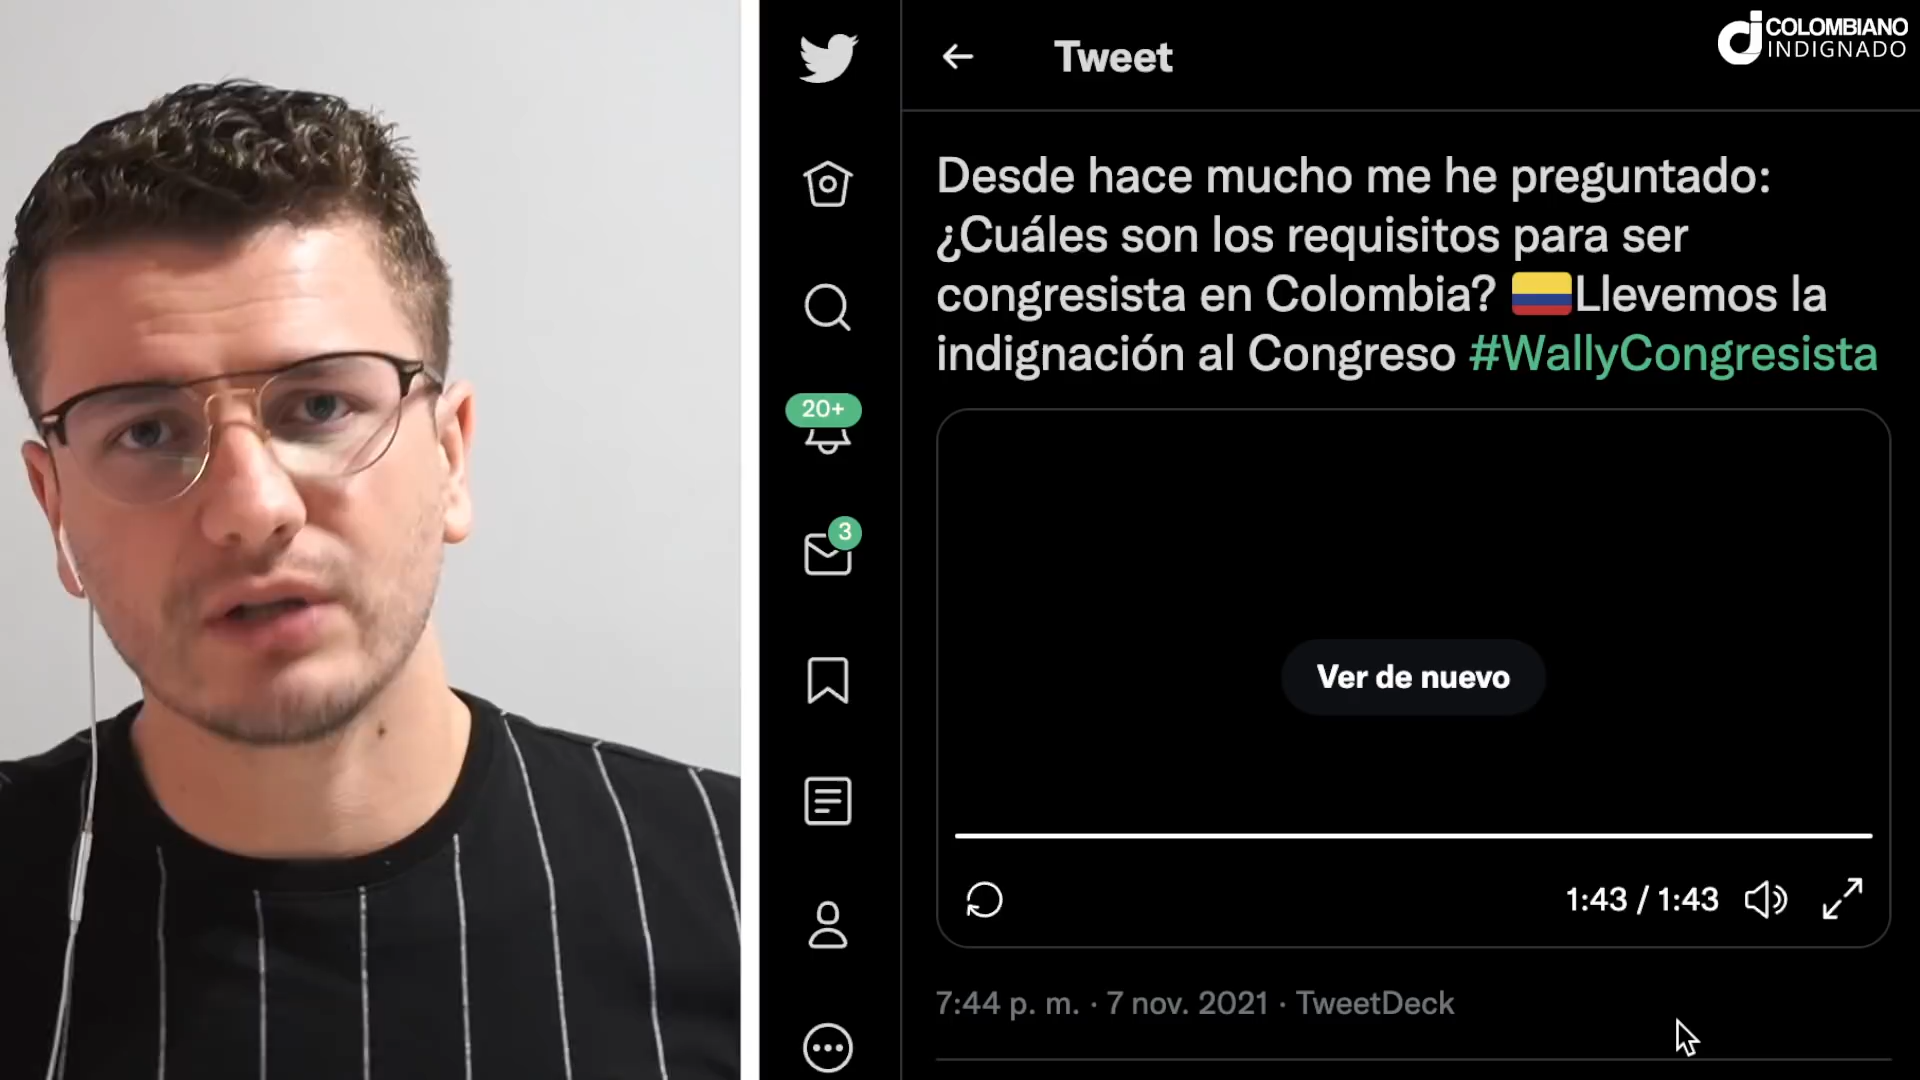 COLOMBIANO
INDIGNADO
Tweet
Desde hace mucho me he preguntado:
¿Cuáles son los requisitos para ser
congresista en Colombia? 🇨🇴Llevemos la
indignación al Congreso #WallyCongresista
20+
3
Ver de nuevo
1:43 / 1:43
7:44 p. m. · 7 nov. 2021 · TweetDeck